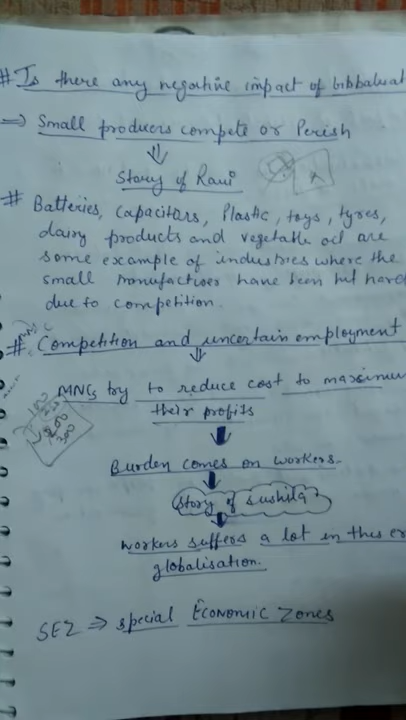 # Is there any negative impact of
→ Small producers compete or Perish
⇓
Story of Ravi
# Batteries, Capacitors, Plastic, toys, tyres,
dairy products and vegetable oil are
some example of industries where the
small manufactures have been hit hard
due to competition.
# Competition and uncertain employment
⇓
MNCs try to reduce cost to
their profits
↓
Burden comes on workers.
↓
Story of Sushila
↓
workers suffers a lot in this
globalisation.
SEZ ⇒ special Economic Zones